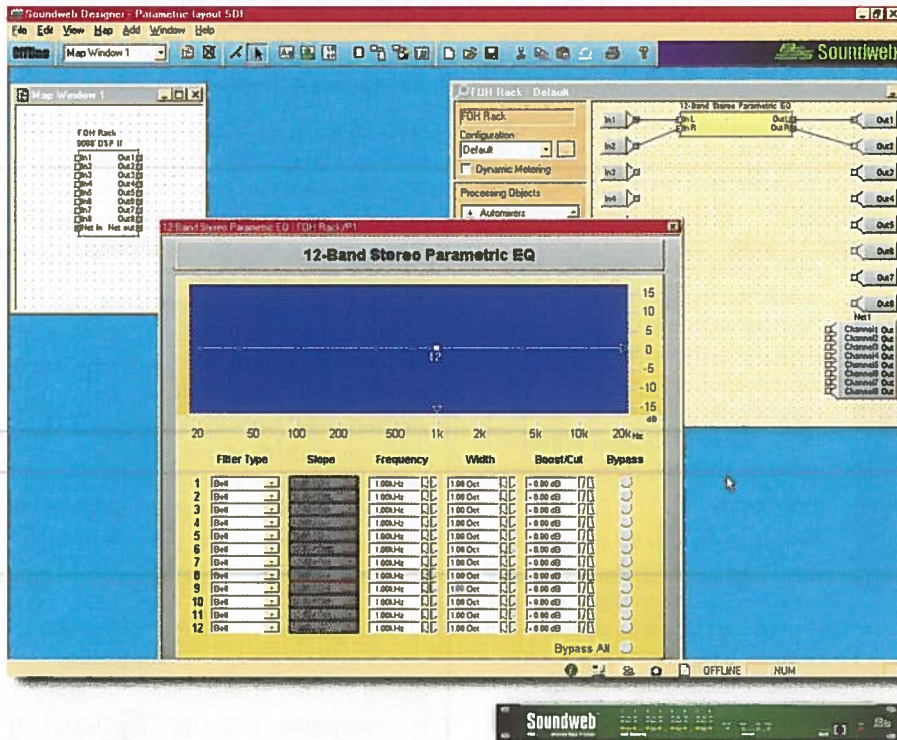 Soundweb Designer - Parametric layout SDF
File Edit View Map Add Window Help
Offline Map Window 1
Soundweb
Map Window 1
FOH Rack
9088 DSP II
In1 Out1
In2 Out2
In3 Out3
In4 Out4
In5 Out5
In6 Out6
In7 Out7
In8 Out8
Net in Net out
FOH Rack - Default
FOH Rack
Configuration
Default
Dynamic Metering
Processing Objects
+ Automixers
12-Band Stereo Parametric EQ
In L Out L
In R Out R
In1
In2
In3
In4
Out1
Out2
Out3
Out4
Out5
Out6
Out7
Out8
Net1
Channel1 Out
Channel2 Out
Channel3 Out
Channel4 Out
Channel5 Out
Channel6 Out
Channel7 Out
Channel8 Out
12-Band Stereo Parametric EQ FOH Rack/P1
12-Band Stereo Parametric EQ
12
15
10
5
0
-5
-10
-15
dB
20 50 100 200 500 1k 2k 5k 10k 20k Hz
Filter Type Slope Frequency Width Boost/Cut Bypass
1 Bell 1.00kHz 1.00 Oct 0.00 dB
2 Bell 1.00kHz 1.00 Oct 0.00 dB
3 Bell 1.00kHz 1.00 Oct 0.00 dB
4 Bell 1.00kHz 1.00 Oct 0.00 dB
5 Bell 1.00kHz 1.00 Oct 0.00 dB
6 Bell 1.00kHz 1.00 Oct 0.00 dB
7 Bell 1.00kHz 1.00 Oct 0.00 dB
8 Bell 1.00kHz 1.00 Oct 0.00 dB
9 Bell 1.00kHz 1.00 Oct 0.00 dB
10 Bell 1.00kHz 1.00 Oct 0.00 dB
11 Bell 1.00kHz 1.00 Oct 0.00 dB
12 Bell 1.00kHz 1.00 Oct 0.00 dB
Bypass All
OFFLINE NUM
Soundweb